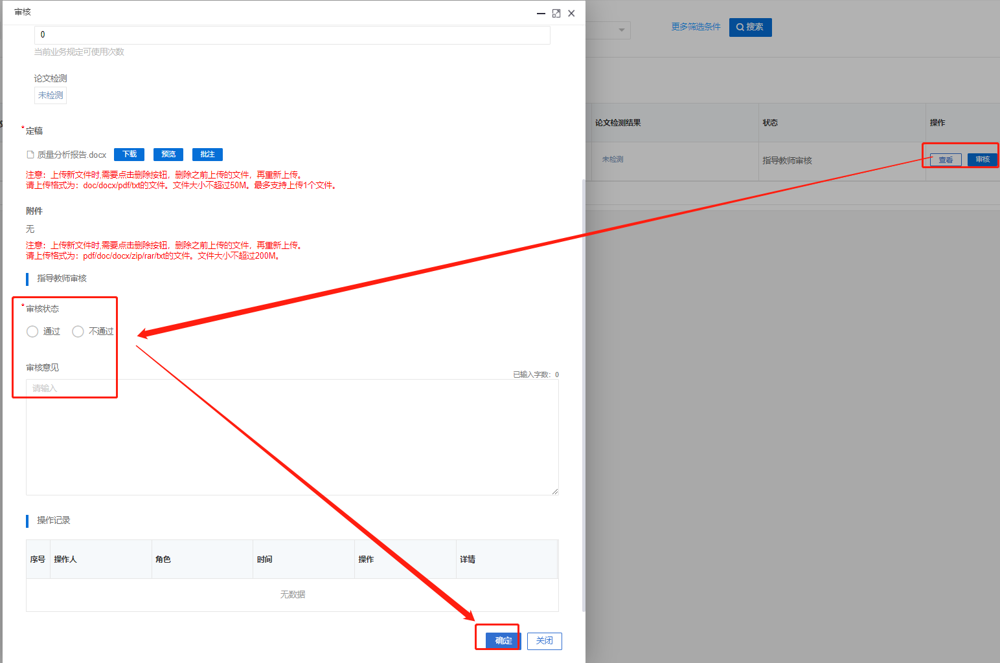 审核
0
当前业务规定可使用次数
论文检测
未检测
*定稿
质量分析报告.docx 下载 预览 批注
注意：上传新文件时,需要点击删除按钮，删除之前上传的文件，再重新上传。
请上传格式为：doc/docx/pdf/txt的文件。文件大小不超过50M。最多支持上传1个文件。
附件
无
注意：上传新文件时,需要点击删除按钮，删除之前上传的文件，再重新上传。
请上传格式为：pdf/doc/docx/zip/rar/txt的文件。文件大小不超过200M。
指导教师审核
*审核状态
通过 不通过
审核意见
已输入字数：0
请输入
操作记录
序号 操作人 角色 时间 操作 详情
无数据
确定 关闭
更多筛选条件 搜索
论文检测结果 状态 操作
未检测 指导教师审核 查看 审核